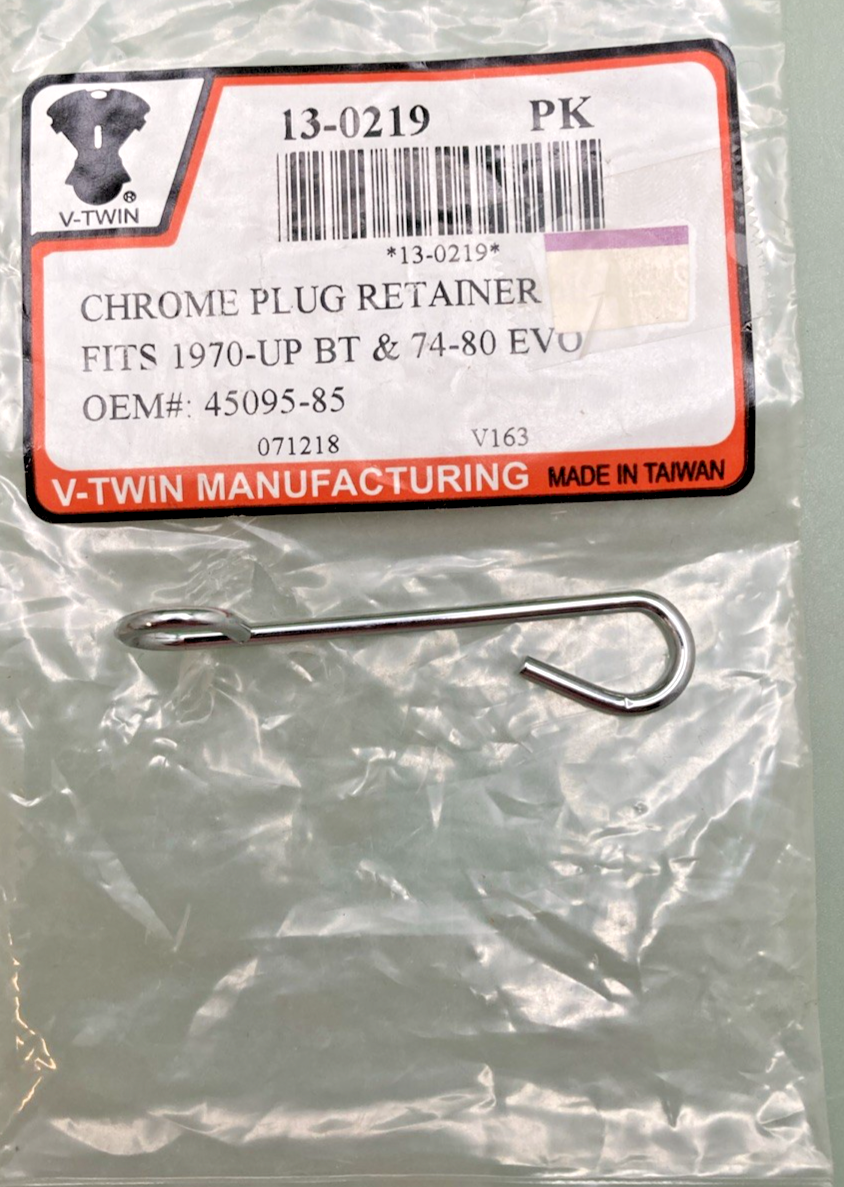 13-0219 PK
®
V-TWIN
*13-0219*
CHROME PLUG RETAINER
FITS 1970-UP BT & 74-80 EVO
OEM#: 45095-85
071218 V163
V-TWIN MANUFACTURING MADE IN TAIWAN